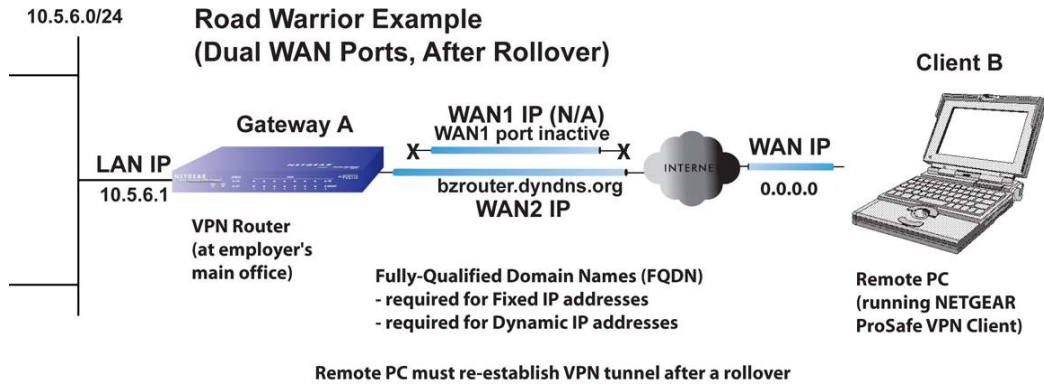 10.5.6.0/24
Road Warrior Example
(Dual WAN Ports, After Rollover)
Client B
Gateway A
WAN1 IP (N/A)
WAN1 port inactive
X
X
LAN IP
10.5.6.1
NETGEAR
NETGEAR
bzrouter.dyndns.org
WAN2 IP
INTERNET
WAN IP
0.0.0.0
VPN Router
(at employer's
main office)
Fully-Qualified Domain Names (FQDN)
- required for Fixed IP addresses
- required for Dynamic IP addresses
Remote PC
(running NETGEAR
ProSafe VPN Client)
Remote PC must re-establish VPN tunnel after a rollover